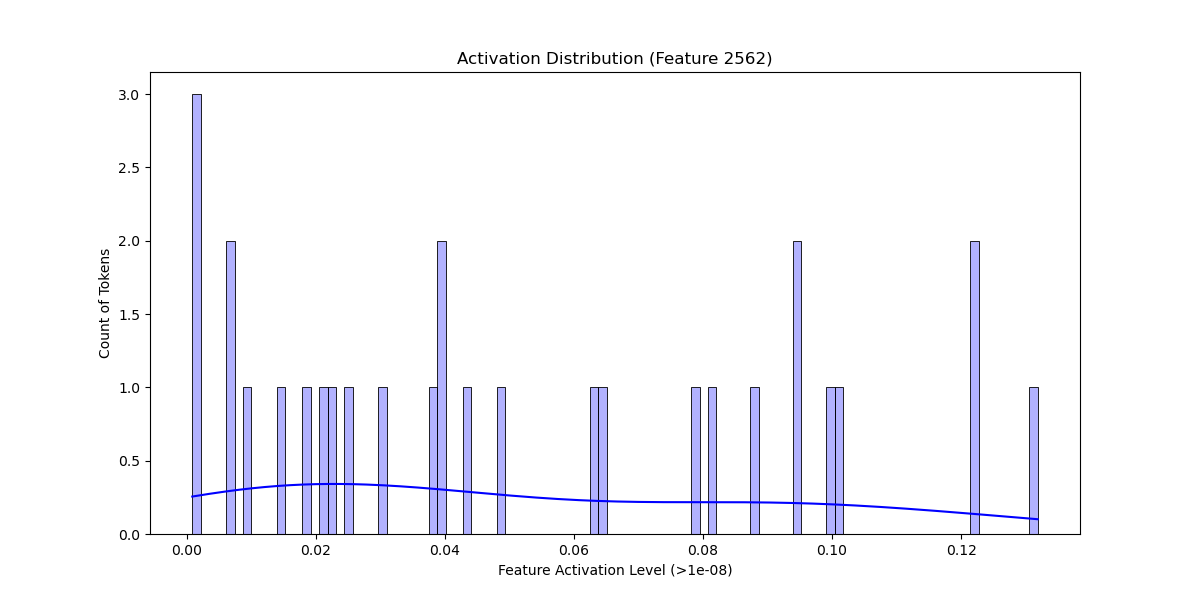 Activation Distribution (Feature 2562)
3.0
2.5
2.0
1.5
1.0
0.5
0.0
Count of Tokens
0.00 0.02 0.04 0.06 0.08 0.10 0.12
Feature Activation Level (>1e-08)